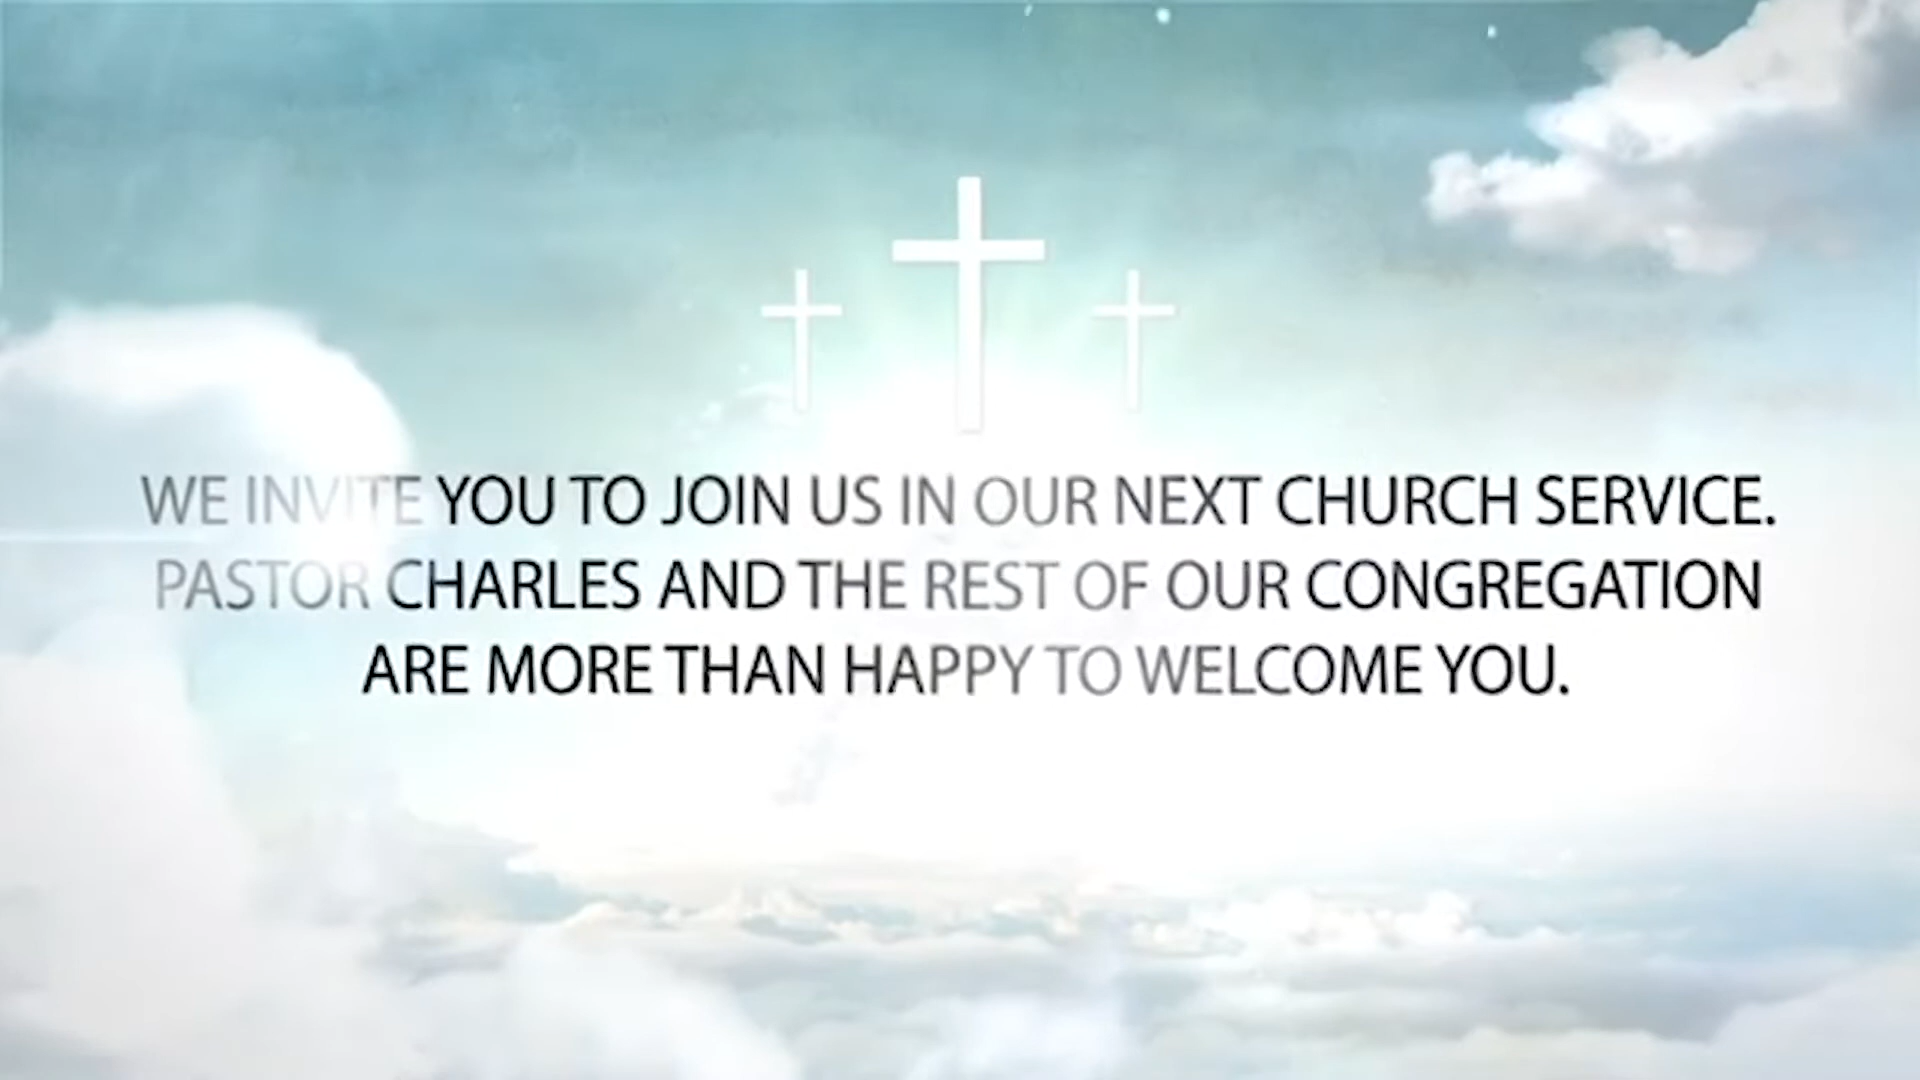 WE INVITE YOU TO JOIN US IN OUR NEXT CHURCH SERVICE.
PASTOR CHARLES AND THE REST OF OUR CONGREGATION
ARE MORE THAN HAPPY TO WELCOME YOU.